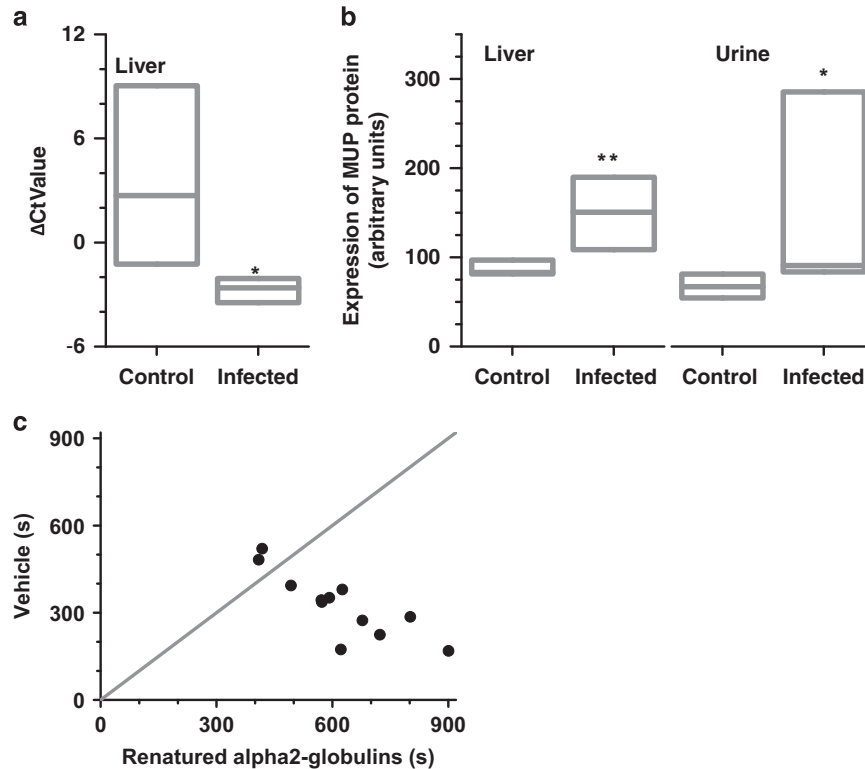 a
12
6
0
-6
ΔCtValue
Liver
*
Control
Infected
b
300
200
100
0
Expression of MUP protein
(arbitrary units)
Liver
Urine
**
*
Control
Infected
Control
Infected
c
900
600
300
0
Vehicle (s)
0
300
600
900
Renatured alpha2-globulins (s)